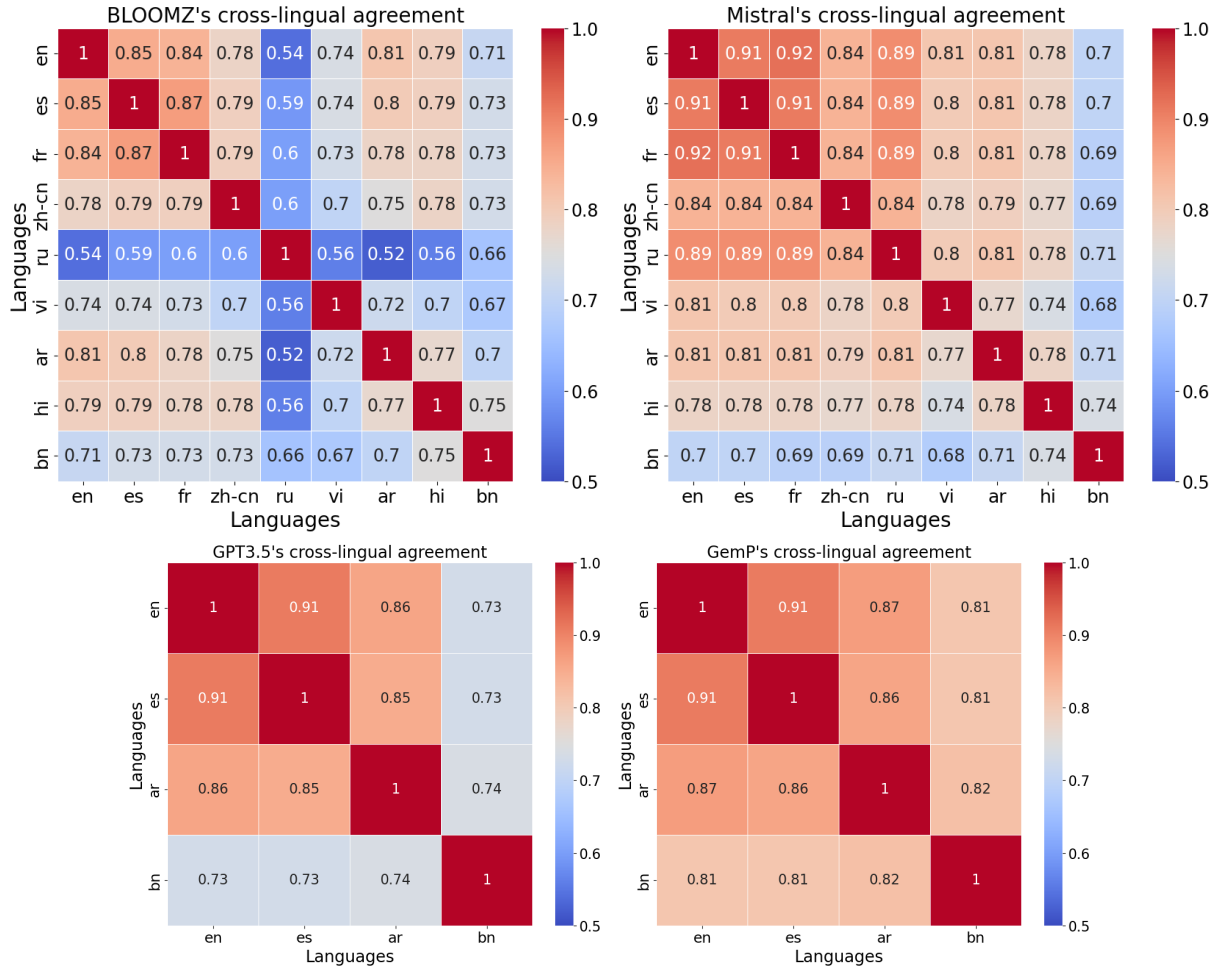 BLOOMZ's cross-lingual agreement
en 1 0.85 0.84 0.78 0.54 0.74 0.81 0.79 0.71
es 0.85 1 0.87 0.79 0.59 0.74 0.8 0.79 0.73
fr 0.84 0.87 1 0.79 0.6 0.73 0.78 0.78 0.73
zh-cn 0.78 0.79 0.79 1 0.6 0.7 0.75 0.78 0.73
ru 0.54 0.59 0.6 0.6 1 0.56 0.52 0.56 0.66
vi 0.74 0.74 0.73 0.7 0.56 1 0.72 0.7 0.67
ar 0.81 0.8 0.78 0.75 0.52 0.72 1 0.77 0.7
hi 0.79 0.79 0.78 0.78 0.56 0.7 0.77 1 0.75
bn 0.71 0.73 0.73 0.73 0.66 0.67 0.7 0.75 1
en es fr zh-cn ru vi ar hi bn
Languages
Languages
1.0
0.9
0.8
0.7
0.6
0.5
Mistral's cross-lingual agreement
en 1 0.91 0.92 0.84 0.89 0.81 0.81 0.78 0.7
es 0.91 1 0.91 0.84 0.89 0.8 0.81 0.78 0.7
fr 0.92 0.91 1 0.84 0.89 0.8 0.81 0.78 0.69
zh-cn 0.84 0.84 0.84 1 0.84 0.78 0.79 0.77 0.69
ru 0.89 0.89 0.89 0.84 1 0.8 0.81 0.78 0.71
vi 0.81 0.8 0.8 0.78 0.8 1 0.77 0.74 0.68
ar 0.81 0.81 0.81 0.79 0.81 0.77 1 0.78 0.71
hi 0.78 0.78 0.78 0.77 0.78 0.74 0.78 1 0.74
bn 0.7 0.7 0.69 0.69 0.71 0.68 0.71 0.74 1
en es fr zh-cn ru vi ar hi bn
Languages
Languages
1.0
0.9
0.8
0.7
0.6
0.5
GPT3.5's cross-lingual agreement
en 1 0.91 0.86 0.73
es 0.91 1 0.85 0.73
ar 0.86 0.85 1 0.74
bn 0.73 0.73 0.74 1
en es ar bn
Languages
Languages
1.0
0.9
0.8
0.7
0.6
0.5
GemP's cross-lingual agreement
en 1 0.91 0.87 0.81
es 0.91 1 0.86 0.81
ar 0.87 0.86 1 0.82
bn 0.81 0.81 0.82 1
en es ar bn
Languages
Languages
1.0
0.9
0.8
0.7
0.6
0.5